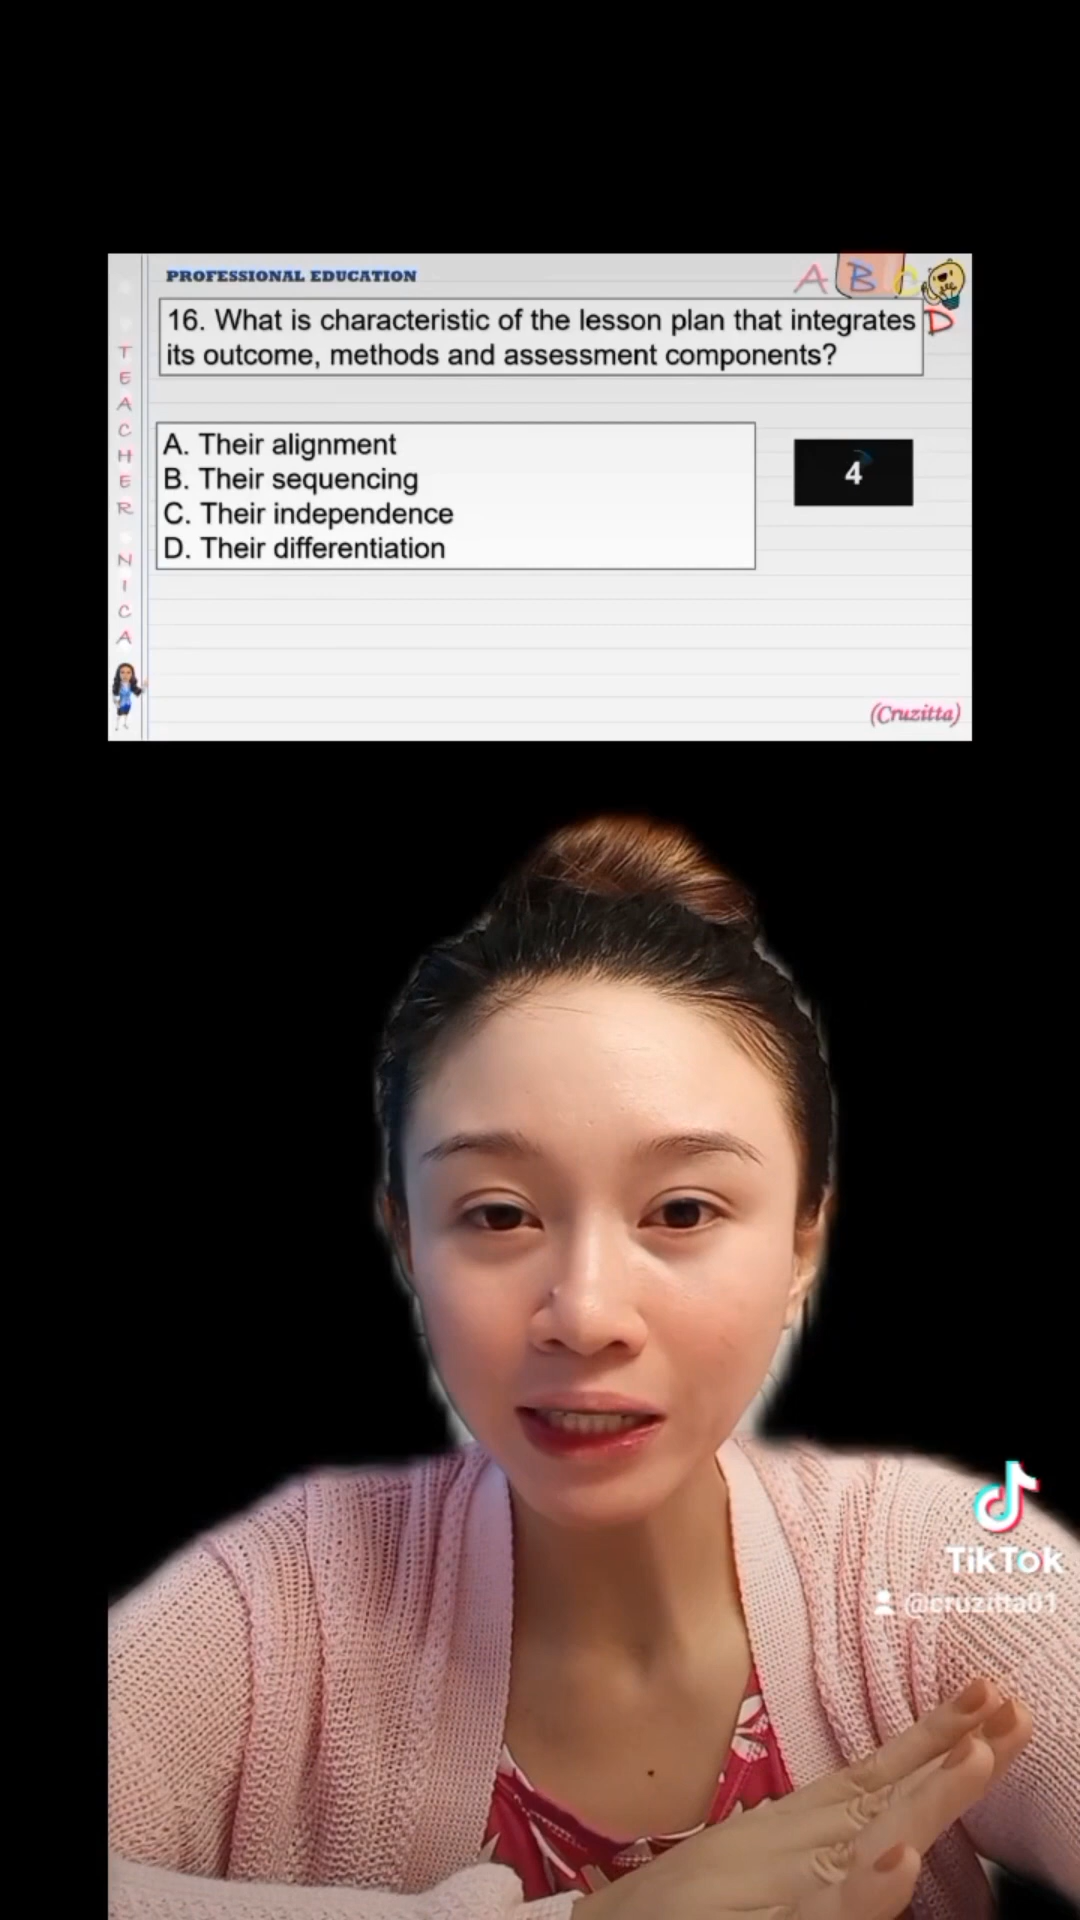 PROFESSIONAL EDUCATION
A B C
D
16. What is characteristic of the lesson plan that integrates
its outcome, methods and assessment components?
A. Their alignment
B. Their sequencing
C. Their independence
D. Their differentiation
4
TEACHER
NICA
(Cruzitta)
TikTok
@cruzitta01